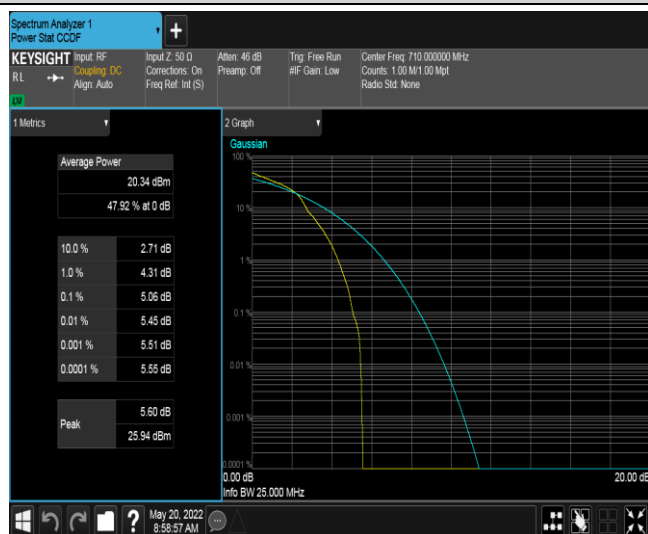 Spectrum Analyzer 1
Power Stat CCDF
+
KEYSIGHT
RL
LXI
Input: RF
Coupling: DC
Align: Auto
Input Z: 50 Ω
Corrections: On
Freq Ref: Int (S)
Atten: 46 dB
Preamp: Off
Trig: Free Run
#IF Gain: Low
Center Freq: 710.000000 MHz
Counts: 1.00 M/1.00 Mpt
Radio Std: None
1 Metrics
Average Power
20.34 dBm
47.92 % at 0 dB
10.0 % 2.71 dB
1.0 % 4.31 dB
0.1 % 5.06 dB
0.01 % 5.45 dB
0.001 % 5.51 dB
0.0001 % 5.55 dB
Peak
5.60 dB
25.94 dBm
2 Graph
Gaussian
100 %
10 %
1 %
0.1 %
0.01 %
0.001 %
0.0001 %
0.00 dB
20.00 dB
Info BW 25.000 MHz
?
May 20, 2022
8:58:57 AM